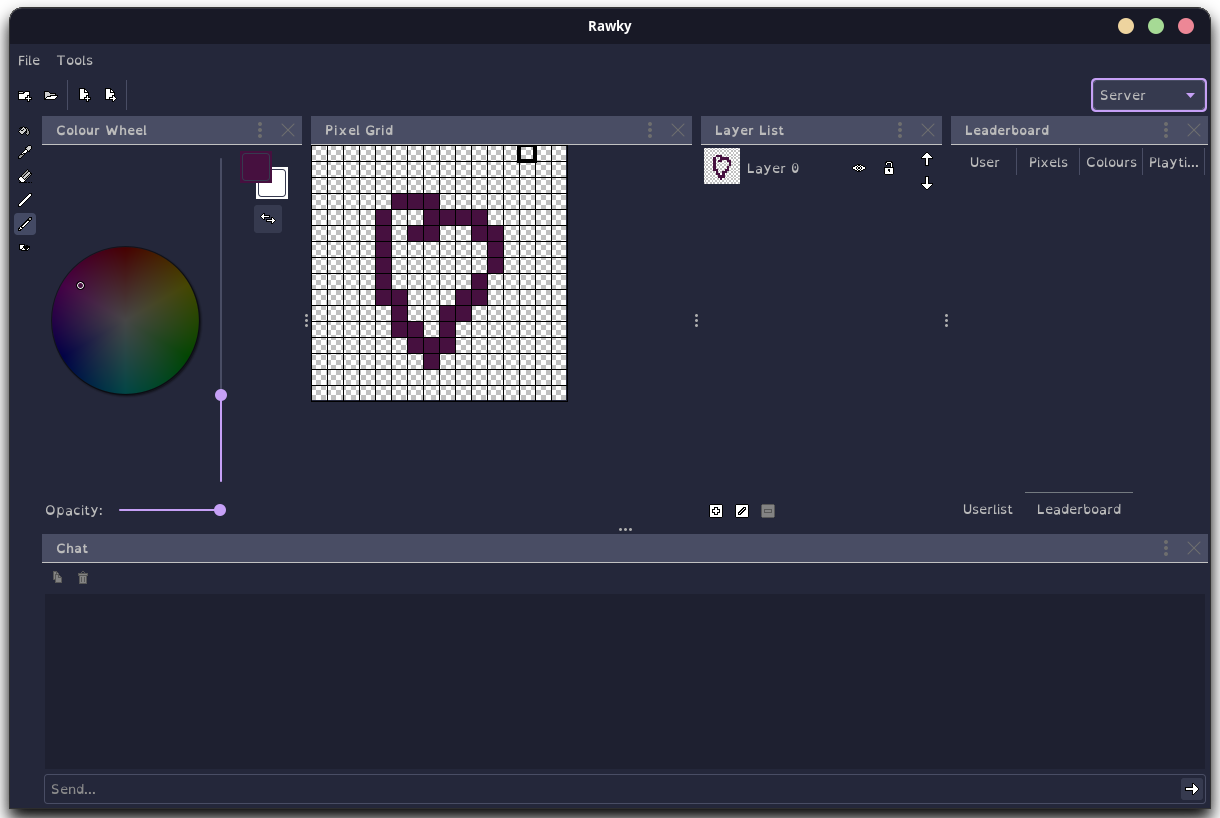 Rawky
File Tools
Server
Colour Wheel
Pixel Grid
Layer List
Leaderboard
Layer 0
User Pixels Colours Playti...
Opacity:
Userlist Leaderboard
Chat
Send...